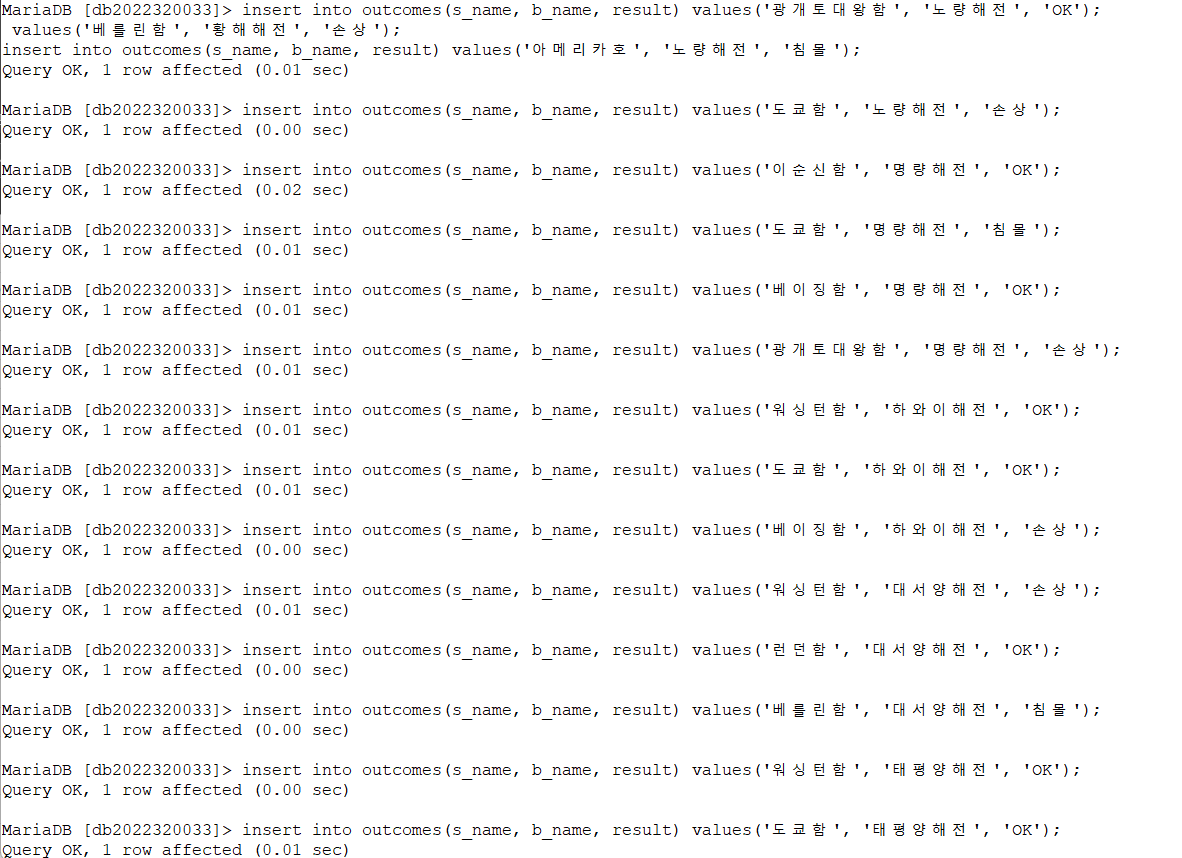 MariaDB [db2022320033]> insert into outcomes(s_name, b_name, result) values('광개토대왕함', '노량해전', 'OK');
values('베를린함', '황해해전', '손상');
insert into outcomes(s_name, b_name, result) values('아메리카호', '노량해전', '침몰');
Query OK, 1 row affected (0.01 sec)
MariaDB [db2022320033]> insert into outcomes(s_name, b_name, result) values('도쿄함', '노량해전', '손상');
Query OK, 1 row affected (0.00 sec)
MariaDB [db2022320033]> insert into outcomes(s_name, b_name, result) values('이순신함', '명량해전', 'OK');
Query OK, 1 row affected (0.02 sec)
MariaDB [db2022320033]> insert into outcomes(s_name, b_name, result) values('도쿄함', '명량해전', '침몰');
Query OK, 1 row affected (0.01 sec)
MariaDB [db2022320033]> insert into outcomes(s_name, b_name, result) values('베이징함', '명량해전', 'OK');
Query OK, 1 row affected (0.01 sec)
MariaDB [db2022320033]> insert into outcomes(s_name, b_name, result) values('광개토대왕함', '명량해전', '손상');
Query OK, 1 row affected (0.01 sec)
MariaDB [db2022320033]> insert into outcomes(s_name, b_name, result) values('워싱턴함', '하와이해전', 'OK');
Query OK, 1 row affected (0.01 sec)
MariaDB [db2022320033]> insert into outcomes(s_name, b_name, result) values('도쿄함', '하와이해전', 'OK');
Query OK, 1 row affected (0.01 sec)
MariaDB [db2022320033]> insert into outcomes(s_name, b_name, result) values('베이징함', '하와이해전', '손상');
Query OK, 1 row affected (0.00 sec)
MariaDB [db2022320033]> insert into outcomes(s_name, b_name, result) values('워싱턴함', '대서양해전', '손상');
Query OK, 1 row affected (0.01 sec)
MariaDB [db2022320033]> insert into outcomes(s_name, b_name, result) values('런던함', '대서양해전', 'OK');
Query OK, 1 row affected (0.00 sec)
MariaDB [db2022320033]> insert into outcomes(s_name, b_name, result) values('베를린함', '대서양해전', '침몰');
Query OK, 1 row affected (0.00 sec)
MariaDB [db2022320033]> insert into outcomes(s_name, b_name, result) values('워싱턴함', '태평양해전', 'OK');
Query OK, 1 row affected (0.00 sec)
MariaDB [db2022320033]> insert into outcomes(s_name, b_name, result) values('도쿄함', '태평양해전', 'OK');
Query OK, 1 row affected (0.01 sec)